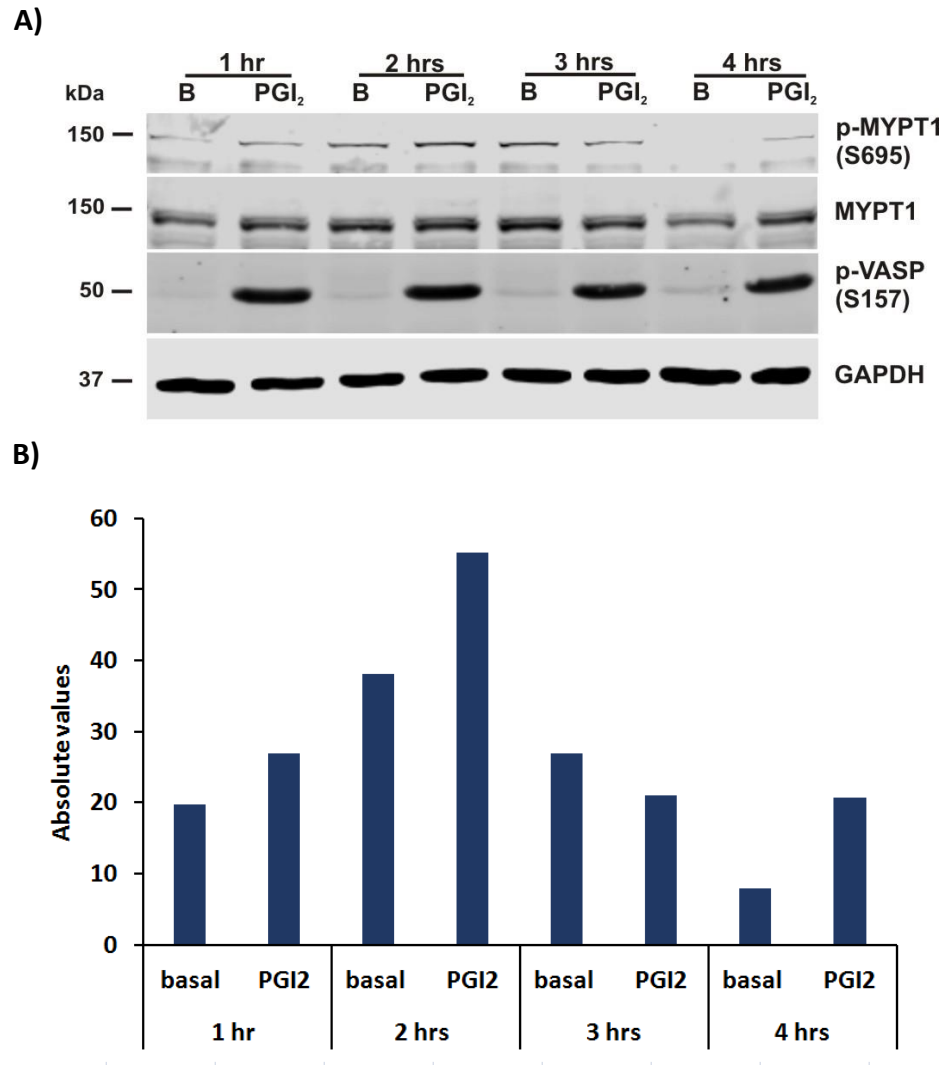 A)
1 hr 2 hrs 3 hrs 4 hrs
kDa B PGI₂ B PGI₂ B PGI₂ B PGI₂
150 p-MYPT1
(S695)
150 MYPT1
50 p-VASP
(S157)
37 GAPDH
B)
60
50
40
30
20
10
0
Absolute values
basal PGI2 basal PGI2 basal PGI2 basal PGI2
1 hr 2 hrs 3 hrs 4 hrs